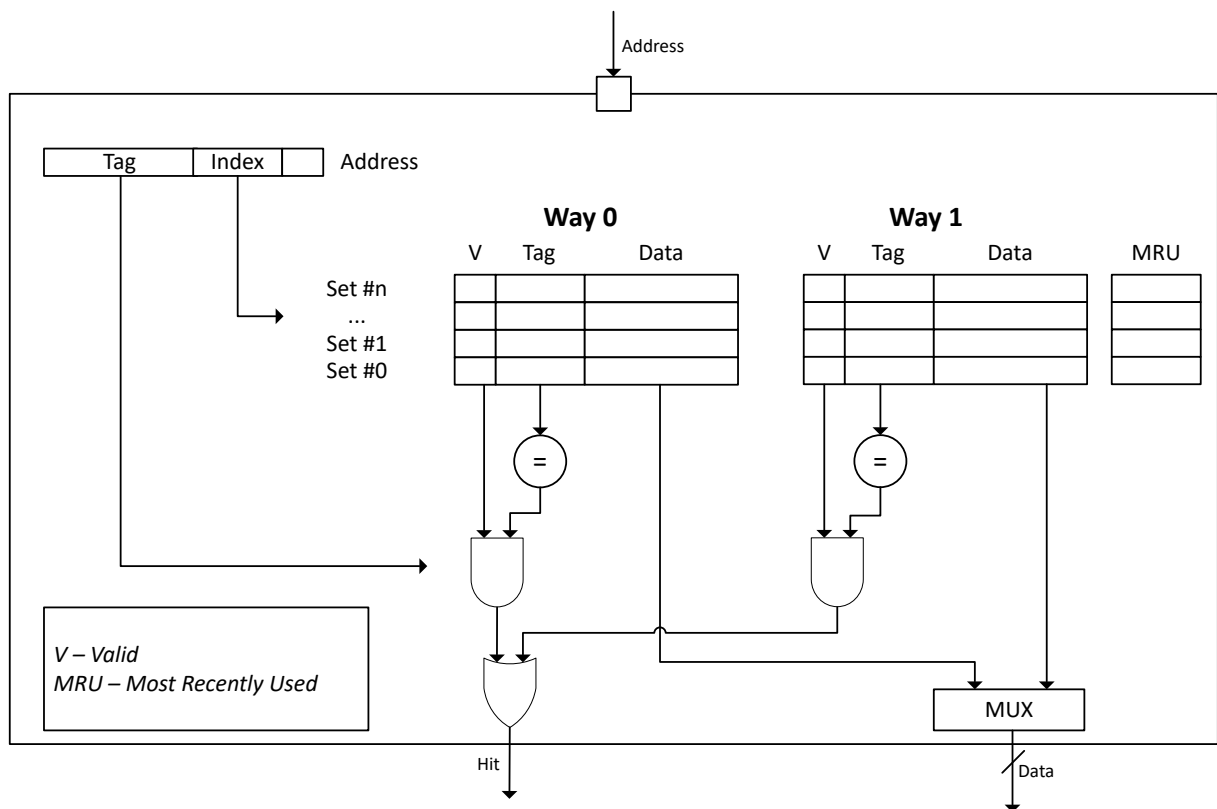 Address
Tag Index Address
Way 0 Way 1
V Tag Data V Tag Data MRU
Set #n
...
Set #1
Set #0
= =
V – Valid
MRU – Most Recently Used
MUX
Hit
Data